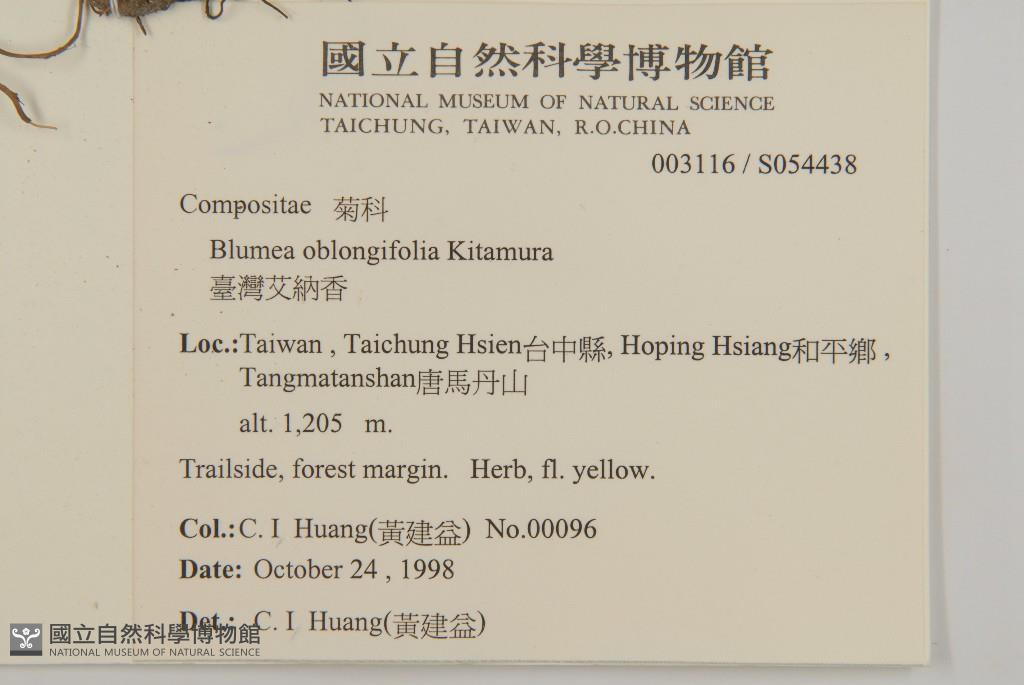 國立自然科學博物館
NATIONAL MUSEUM OF NATURAL SCIENCE
TAICHUNG, TAIWAN, R.O.CHINA
003116 / S054438
Compositae 菊科
Blumea oblongifolia Kitamura
臺灣艾納香
Loc.:Taiwan , Taichung Hsien台中縣, Hoping Hsiang和平鄉 ,
Tangmatanshan唐馬丹山
alt. 1,205 m.
Trailside, forest margin. Herb, fl. yellow.
Col.:C. I Huang(黃建益) No.00096
Date: October 24 , 1998
Det.: C. I Huang(黃建益)
國立自然科學博物館
NATIONAL MUSEUM OF NATURAL SCIENCE